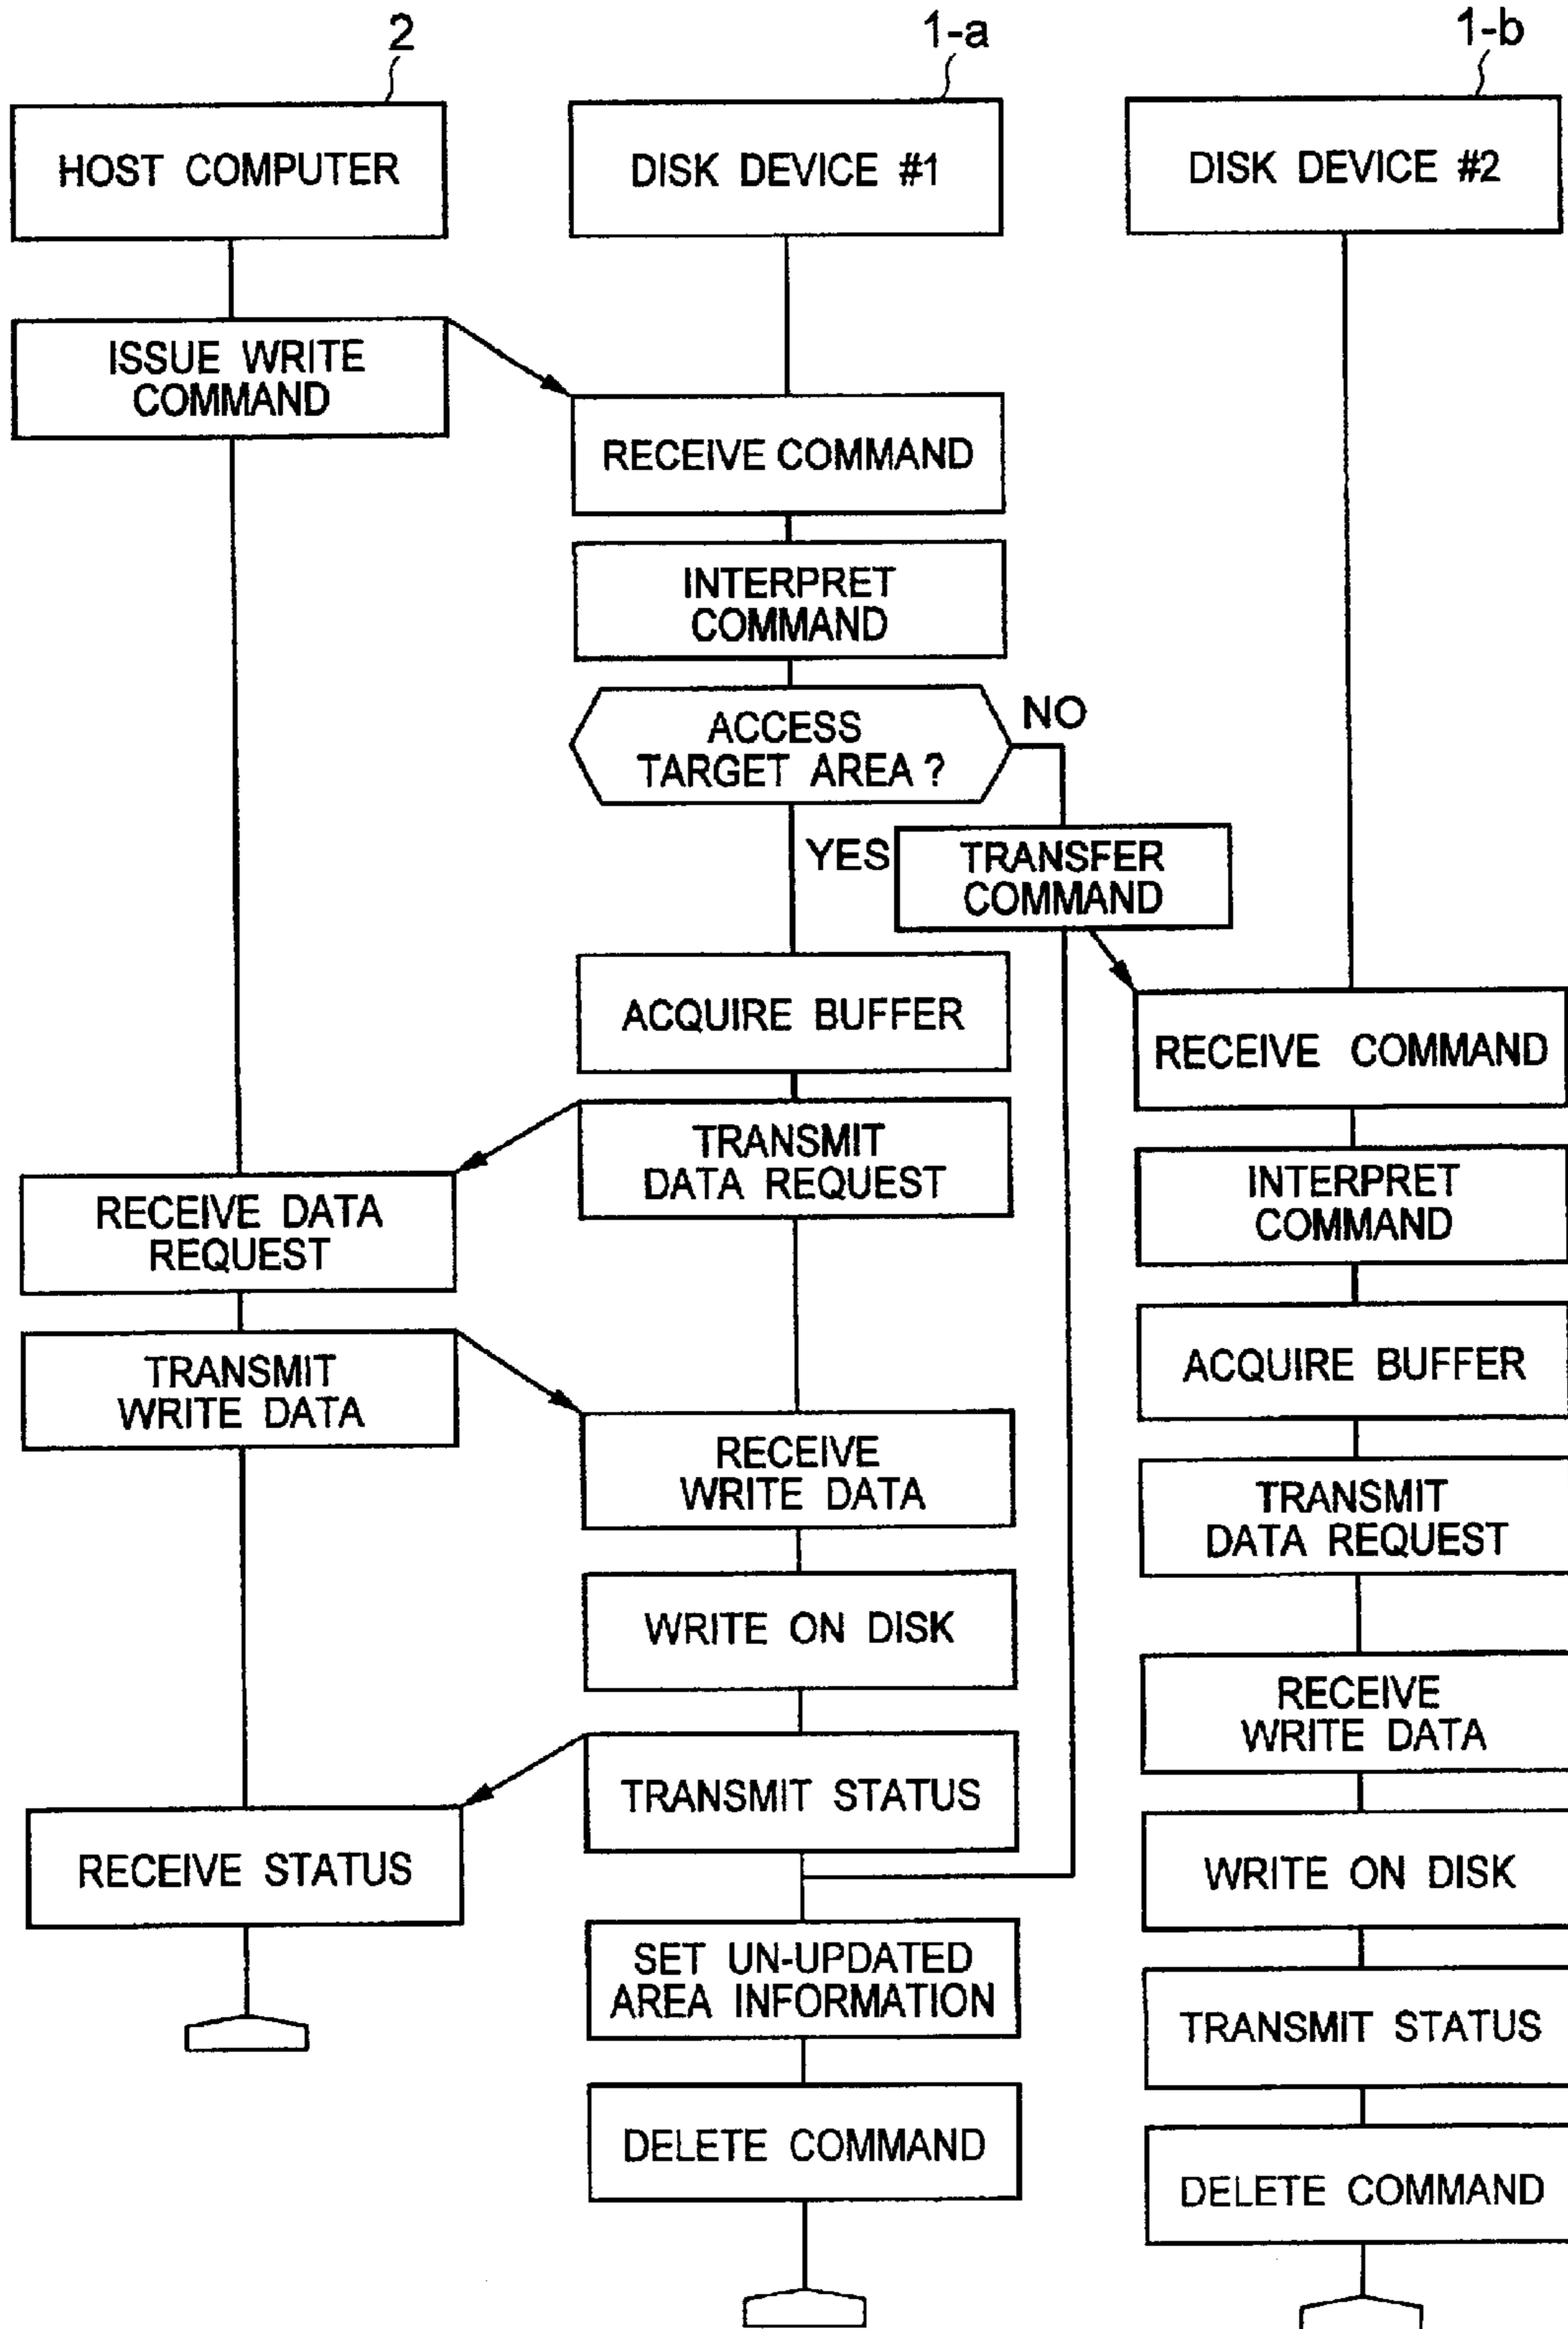 2
1-a
1-b
HOST COMPUTER
DISK DEVICE #1
DISK DEVICE #2
ISSUE WRITE
COMMAND
RECEIVE COMMAND
INTERPRET
COMMAND
ACCESS
TARGET AREA?
NO
YES
TRANSFER
COMMAND
ACQUIRE BUFFER
RECEIVE COMMAND
TRANSMIT
DATA REQUEST
RECEIVE DATA
REQUEST
INTERPRET
COMMAND
TRANSMIT
WRITE DATA
ACQUIRE BUFFER
RECEIVE
WRITE DATA
TRANSMIT
DATA REQUEST
WRITE ON DISK
RECEIVE
WRITE DATA
TRANSMIT STATUS
RECEIVE STATUS
WRITE ON DISK
SET UN-UPDATED
AREA INFORMATION
TRANSMIT STATUS
DELETE COMMAND
DELETE COMMAND